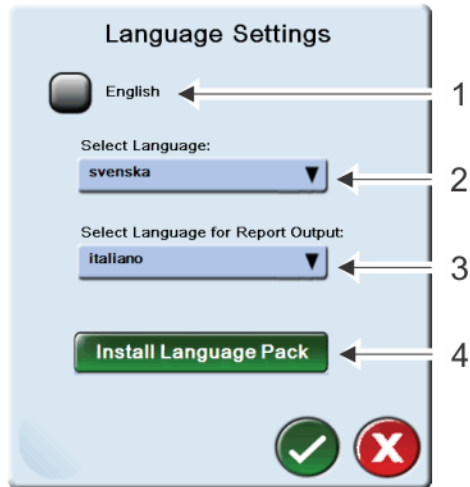 Language Settings
English
1
Select Language:
svenska
2
Select Language for Report Output:
italiano
3
Install Language Pack
4